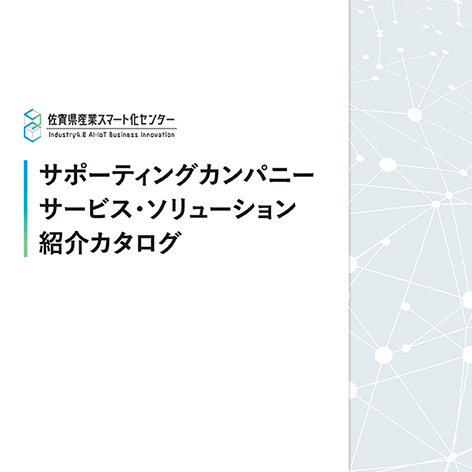 佐賀県産業スマート化センター
Industry4.0 AI・IoT Business Innovation
サポーティングカンパニー
サービス・ソリューション
紹介カタログ